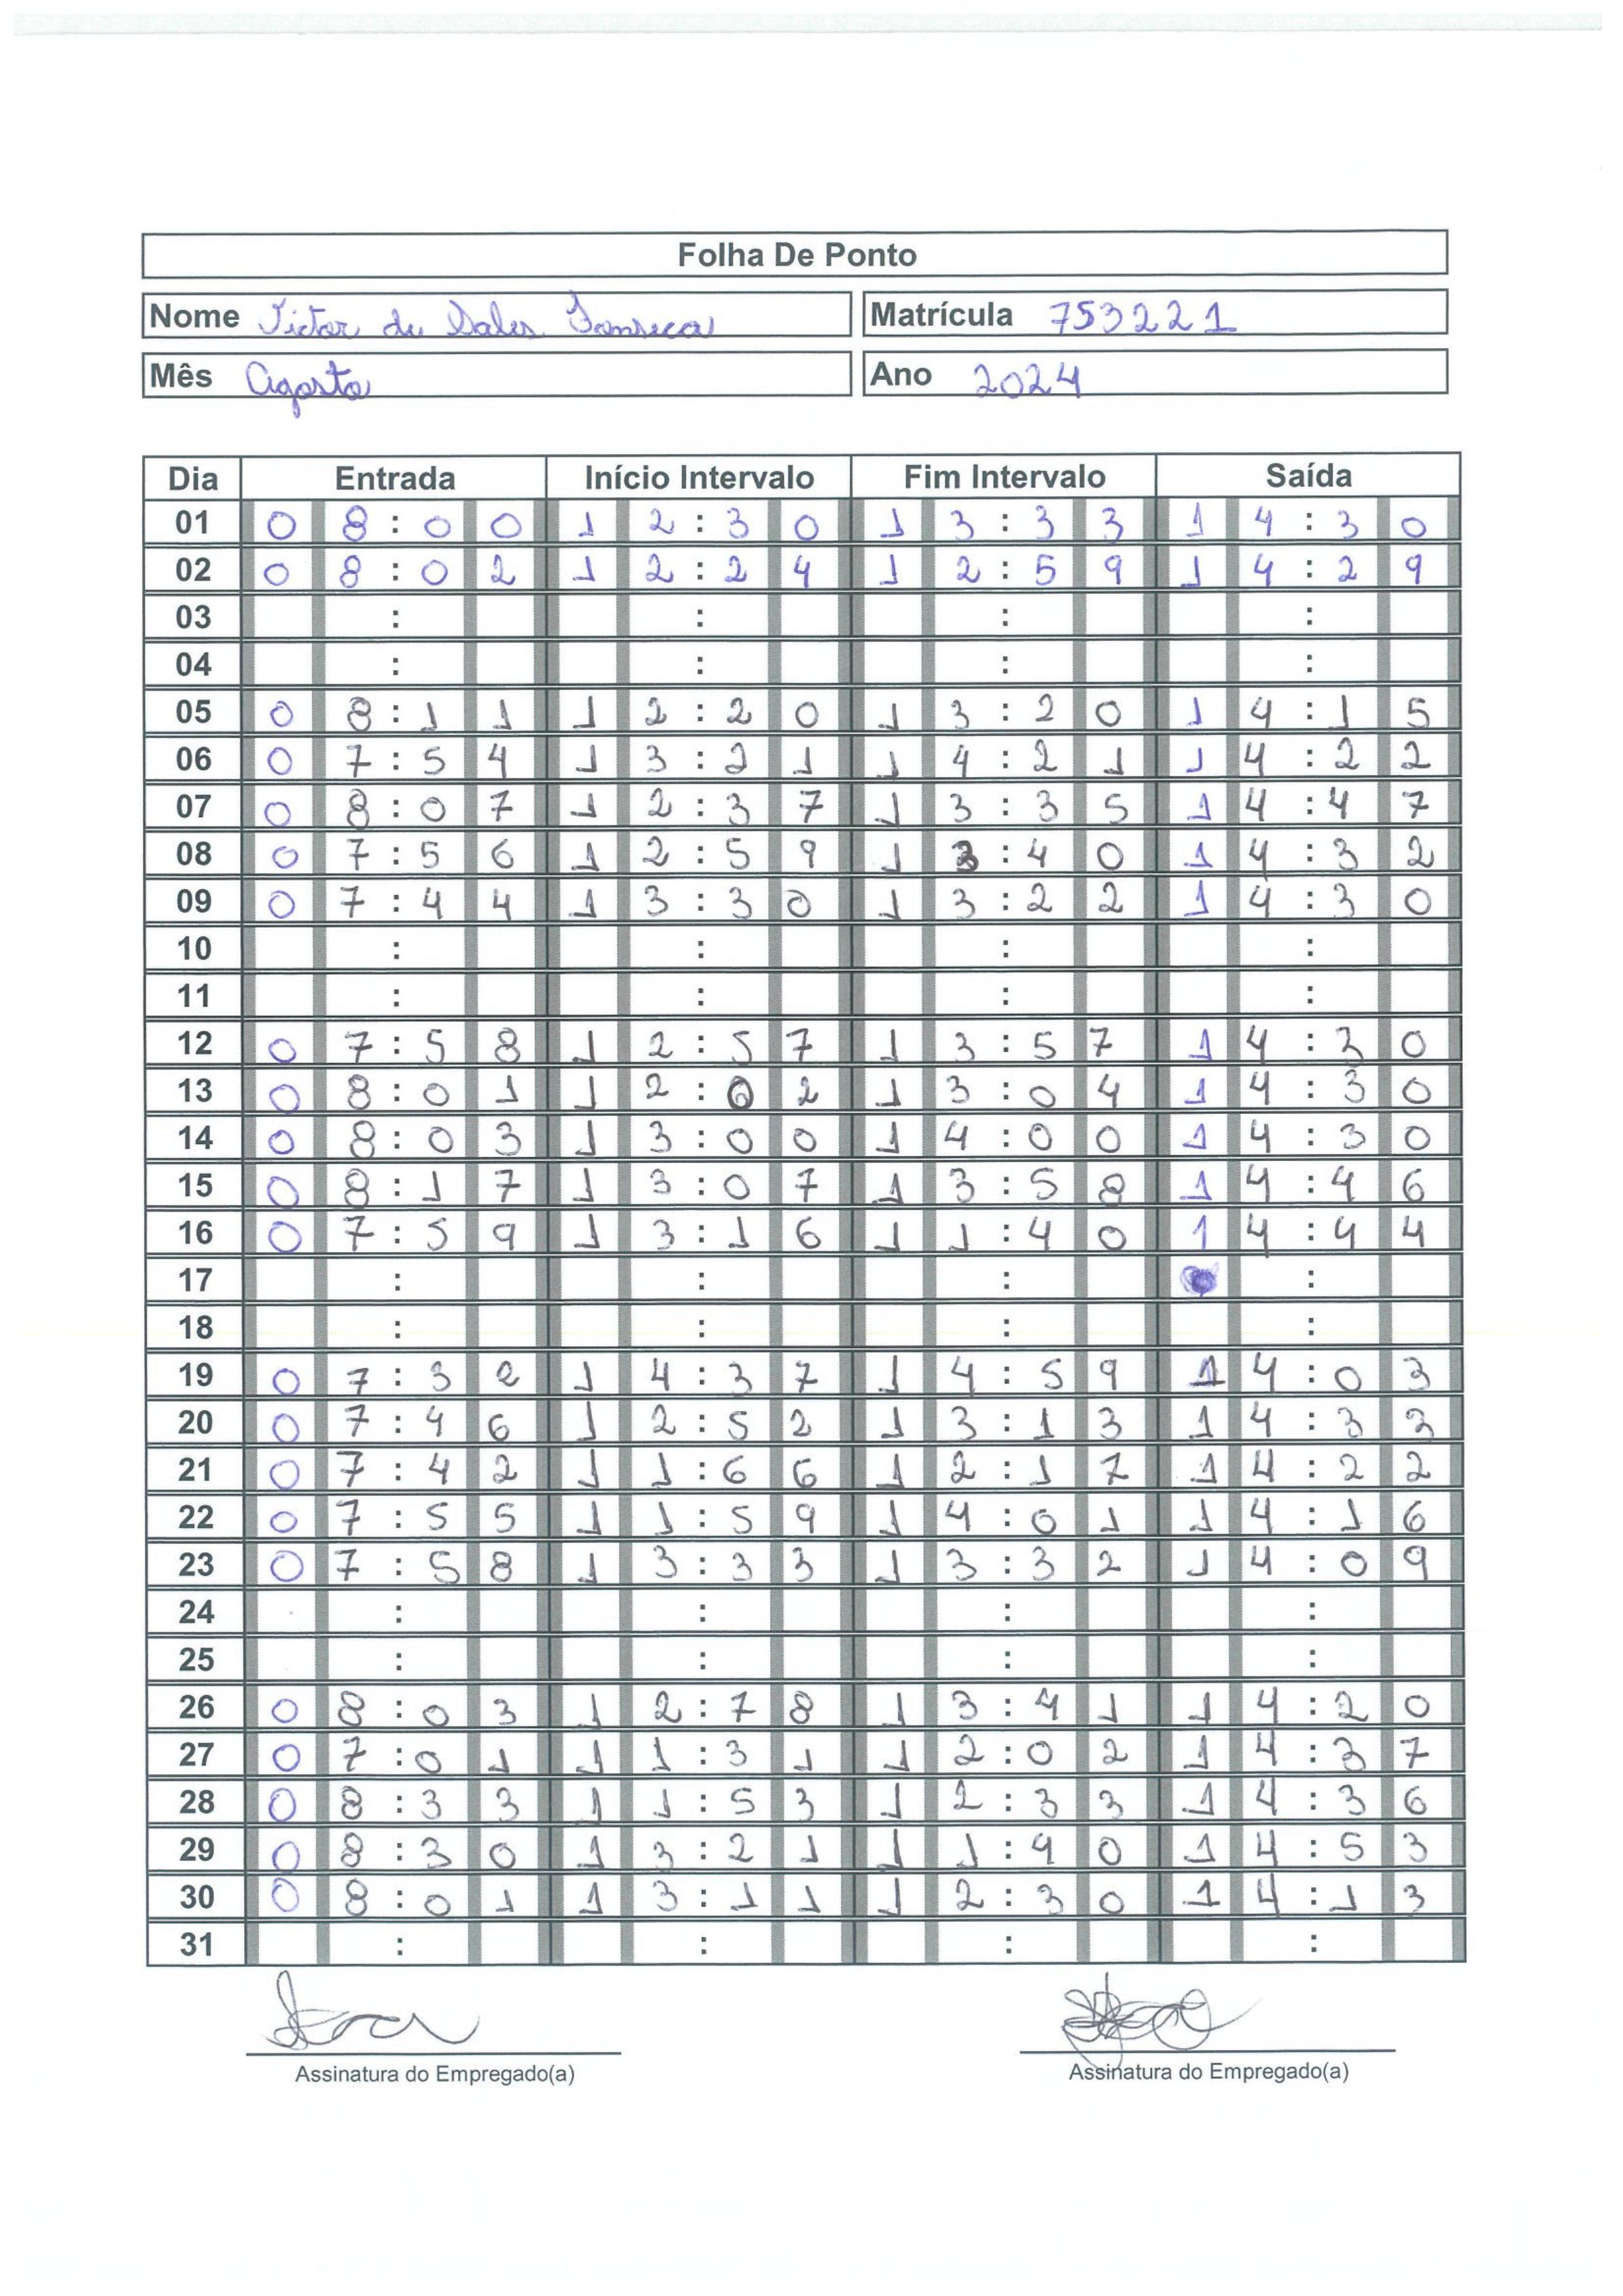 Folha De Ponto
Nome Victor de Sales Fonseca Matrícula 753221
Mês Agosto Ano 2024
Dia Entrada Início Intervalo Fim Intervalo Saída
01 08:00 12:30 13:33 14:30
02 08:02 12:24 12:59 14:29
03 : : : :
04 : : : :
05 08:11 12:20 13:20 14:15
06 07:54 13:21 14:21 14:22
07 08:07 12:37 13:35 14:47
08 07:56 12:59 13:40 14:32
09 07:44 13:30 13:22 14:30
10 : : : :
11 : : : :
12 07:58 12:57 13:57 14:30
13 08:01 12:02 13:04 14:30
14 08:03 13:00 14:00 14:30
15 08:17 13:07 13:58 14:46
16 07:59 13:16 11:40 14:44
17 : : : :
18 : : : :
19 07:32 14:37 14:59 14:03
20 07:46 12:52 13:13 14:33
21 07:42 11:66 12:17 14:22
22 07:55 11:59 14:01 14:16
23 07:58 13:33 13:32 14:09
24 : : : :
25 : : : :
26 08:03 12:78 13:41 14:20
27 07:01 11:31 12:02 14:37
28 08:33 11:53 12:33 14:36
29 08:30 13:21 11:40 14:53
30 08:01 13:11 12:30 14:13
31 : : : :
Assinatura do Empregado(a) Assinatura do Empregado(a)